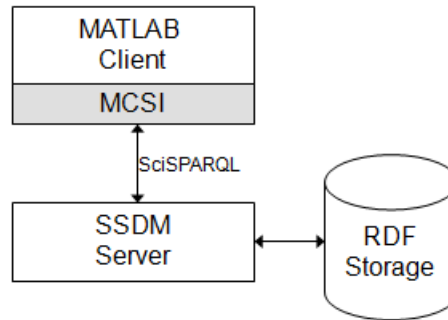 MATLAB
Client
MCSI
SciSPARQL
SSDM
Server
RDF
Storage